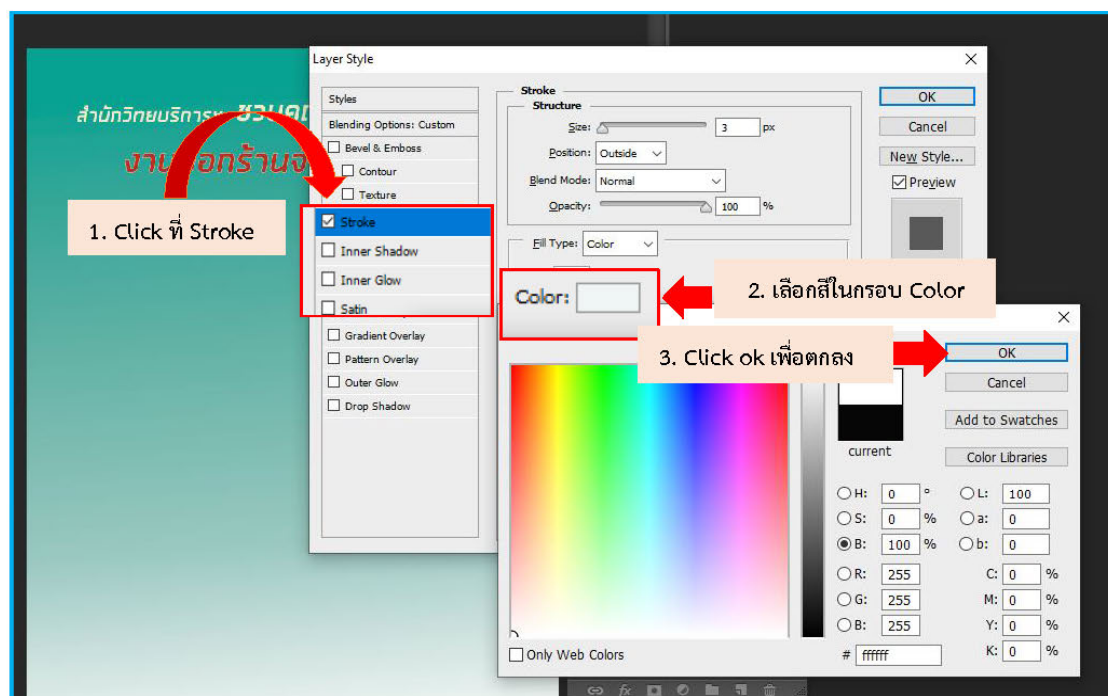 Layer Style
สำนักวิทยบริการฯ
1. Click ที่ Stroke
Styles
Blending Options: Custom
Bevel & Emboss
Contour
Texture
Stroke
Inner Shadow
Inner Glow
Satin
Gradient Overlay
Pattern Overlay
Outer Glow
Drop Shadow
Stroke
Structure
Size: 3 px
Position: Outside
Blend Mode: Normal
Opacity: 100 %
Fill Type: Color
Color:
OK
Cancel
New Style...
Preview
2. เลือกสีในกรอบ Color
3. Click ok เพื่อตกลง
OK
Cancel
Add to Swatches
Color Libraries
current
H: 0 ° L: 100
S: 0 % a: 0
B: 100 % b: 0
R: 255 C: 0 %
G: 255 M: 0 %
B: 255 Y: 0 %
# ffffff K: 0 %
Only Web Colors
fx